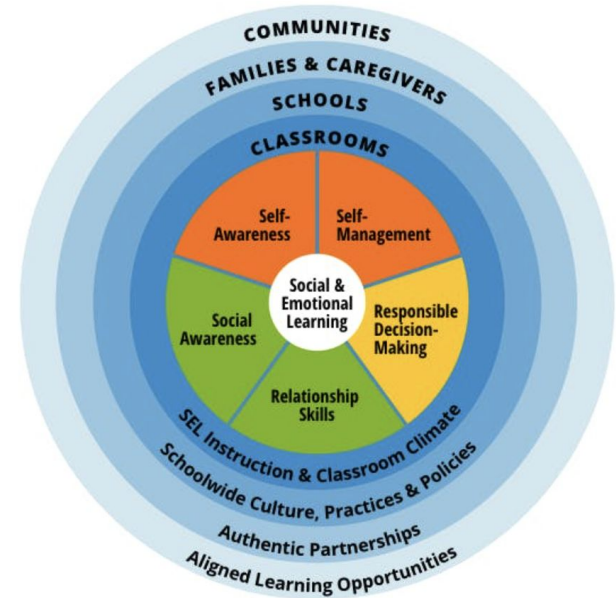 COMMUNITIES
FAMILIES & CAREGIVERS
SCHOOLS
CLASSROOMS
Self-
Awareness
Self-
Management
Social &
Emotional
Learning
Social
Awareness
Responsible
Decision-
Making
Relationship
Skills
SEL Instruction & Classroom Climate
Schoolwide Culture, Practices & Policies
Authentic Partnerships
Aligned Learning Opportunities